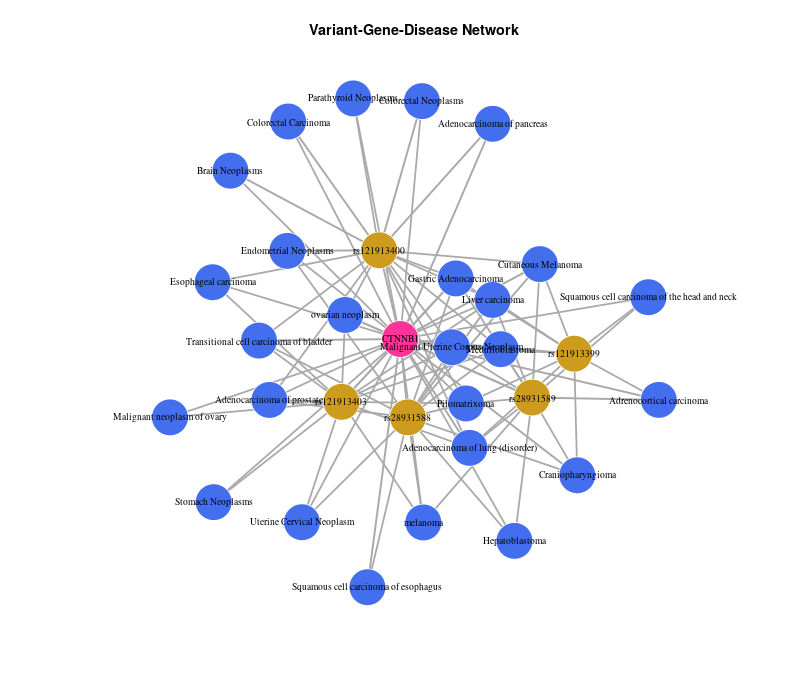 Variant-Gene-Disease Network
Parathyroid Neoplasms
Colorectal Neoplasms
Colorectal Carcinoma
Adenocarcinoma of pancreas
Brain Neoplasms
Endometrial Neoplasms
rs121913400
Cutaneous Melanoma
Gastric Adenocarcinoma
Esophageal carcinoma
Squamous cell carcinoma of the head and neck
Liver carcinoma
ovarian neoplasm
CTNNB1
Transitional cell carcinoma of bladder
Malignant Uterine Corpus Neoplasm
Medulloblastoma
rs121913399
rs28931589
Adenocarcinoma of prostate
rs121913403
Adrenocortical carcinoma
Pilomatrixoma
Malignant neoplasm of ovary
rs28931588
Adenocarcinoma of lung (disorder)
Craniopharyngioma
Stomach Neoplasms
Uterine Cervical Neoplasm
melanoma
Hepatoblastoma
Squamous cell carcinoma of esophagus